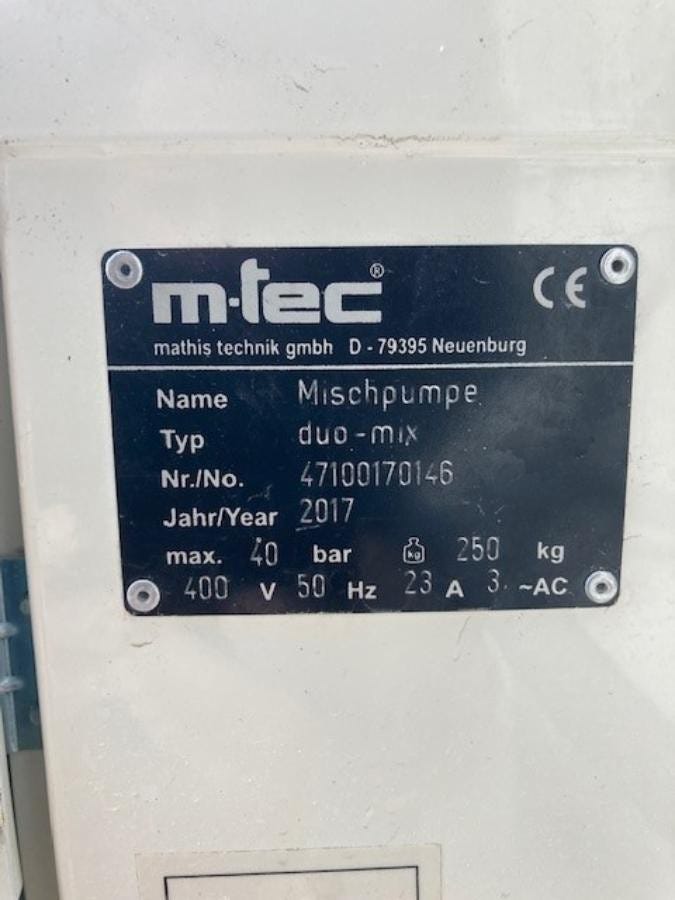 m-tec® CE
mathis technik gmbh D - 79395 Neuenburg
Name Mischpumpe
Typ duo-mix
Nr./No. 47100170146
Jahr/Year 2017
max. 40 bar kg 250 kg
400 V 50 Hz 23 A 3 ~AC